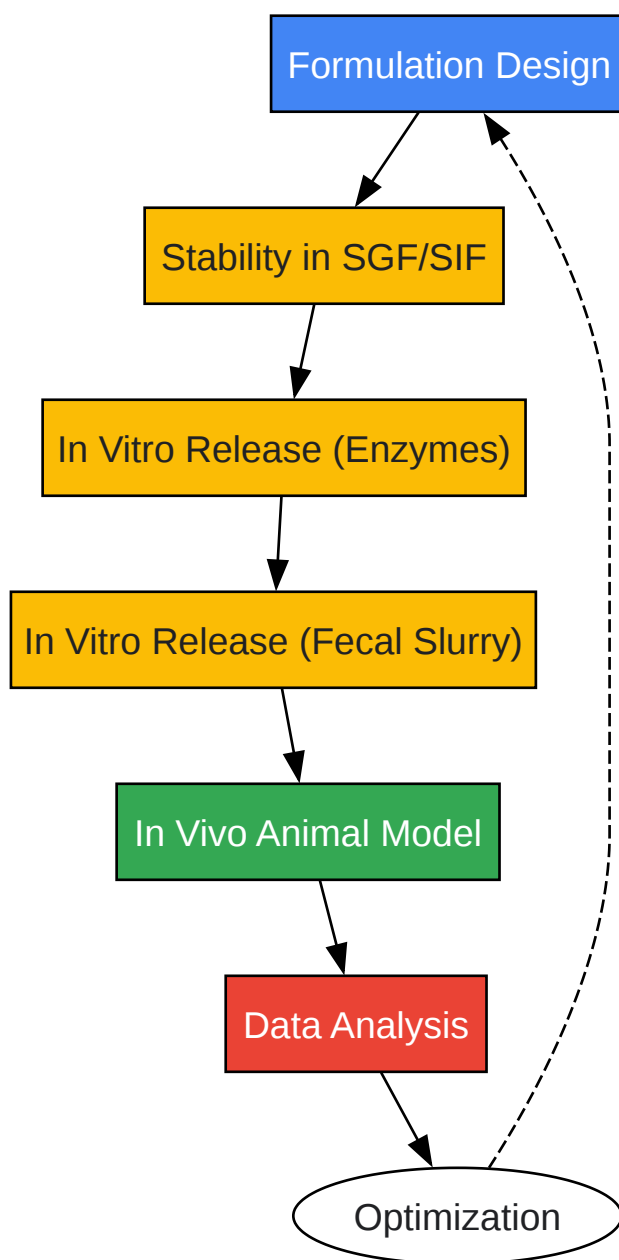 Formulation Design
Stability in SGF/SIF
In Vitro Release (Enzymes)
In Vitro Release (Fecal Slurry)
In Vivo Animal Model
Data Analysis
Optimization